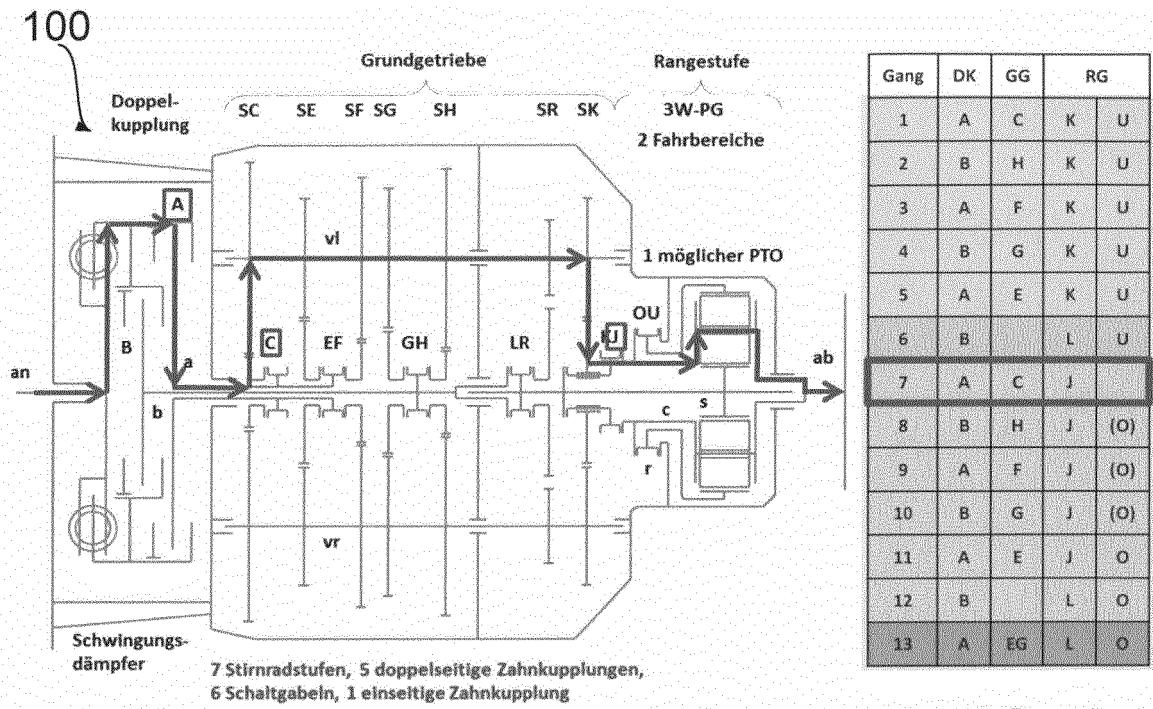 100
Doppel-
kupplung
Grundgetriebe
Rangestufe
SC SE SF SG SH SR SK 3W-PG
2 Fahrbereiche
A
vl
1 möglicher PTO
OU
B
a
C
EF
GH
LR
J
an
ab
b
c
s
r
vr
Schwingungs-
dämpfer
7 Stirnradstufen, 5 doppelseitige Zahnkupplungen,
6 Schaltgabeln, 1 einseitige Zahnkupplung
Gang DK GG RG
1 A C K U
2 B H K U
3 A F K U
4 B G K U
5 A E K U
6 B L U
7 A C J
8 B H J (O)
9 A F J (O)
10 B G J (O)
11 A E J O
12 B L O
13 A EG L O